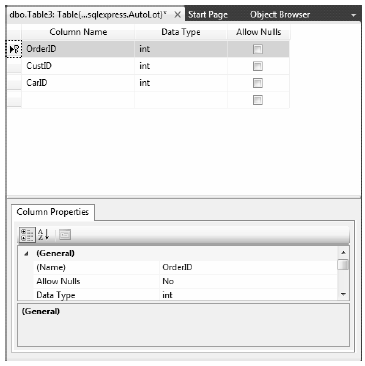 dbo.Table3: Table(...sqlexpress.AutoLot)* Start Page Object Browser
Column Name Data Type Allow Nulls
OrderID int
CustID int
CarID int
Column Properties
(General)
(Name) OrderID
Allow Nulls No
Data Type int
(General)